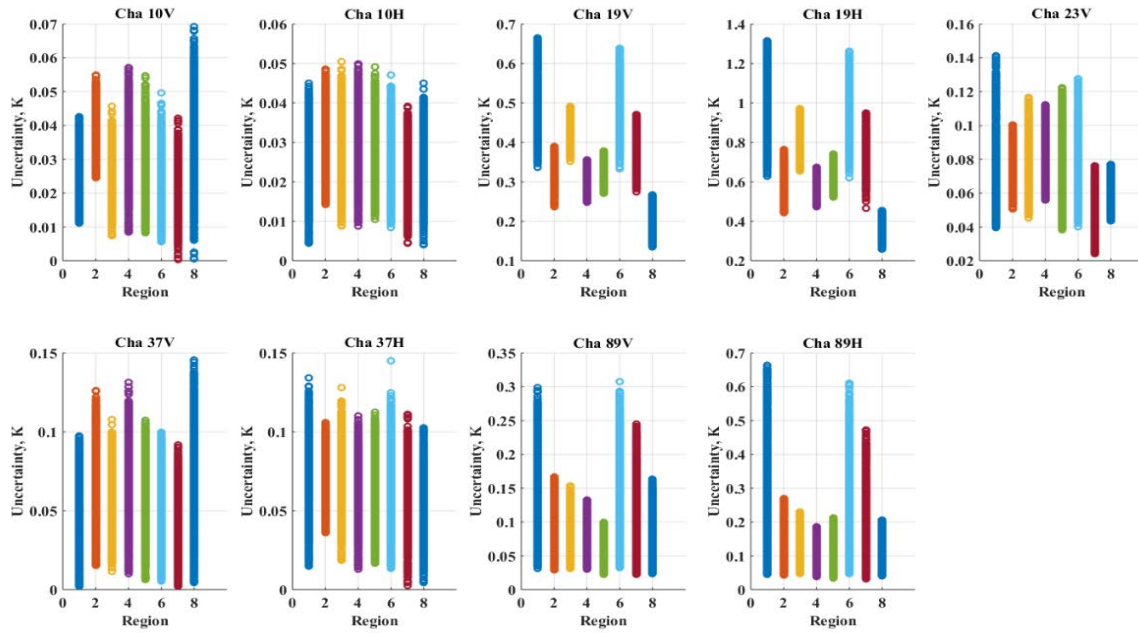 Cha 10V
Uncertainty, K
0.07
0.06
0.05
0.04
0.03
0.02
0.01
0
0 2 4 6 8
Region
Cha 10H
Uncertainty, K
0.06
0.04
0.02
0
0 2 4 6 8
Region
Cha 19V
Uncertainty, K
0.7
0.6
0.5
0.4
0.3
0.2
0.1
0 2 4 6 8
Region
Cha 19H
Uncertainty, K
1.4
1.2
1
0.8
0.6
0.4
0.2
0 2 4 6 8
Region
Cha 23V
Uncertainty, K
0.16
0.14
0.12
0.1
0.08
0.06
0.04
0.02
0 2 4 6 8
Region
Cha 37V
Uncertainty, K
0.15
0.1
0.05
0
0 2 4 6 8
Region
Cha 37H
Uncertainty, K
0.15
0.1
0.05
0
0 2 4 6 8
Region
Cha 89V
Uncertainty, K
0.35
0.3
0.25
0.2
0.15
0.1
0.05
0
0 2 4 6 8
Region
Cha 89H
Uncertainty, K
0.7
0.6
0.5
0.4
0.3
0.2
0.1
0
0 2 4 6 8
Region